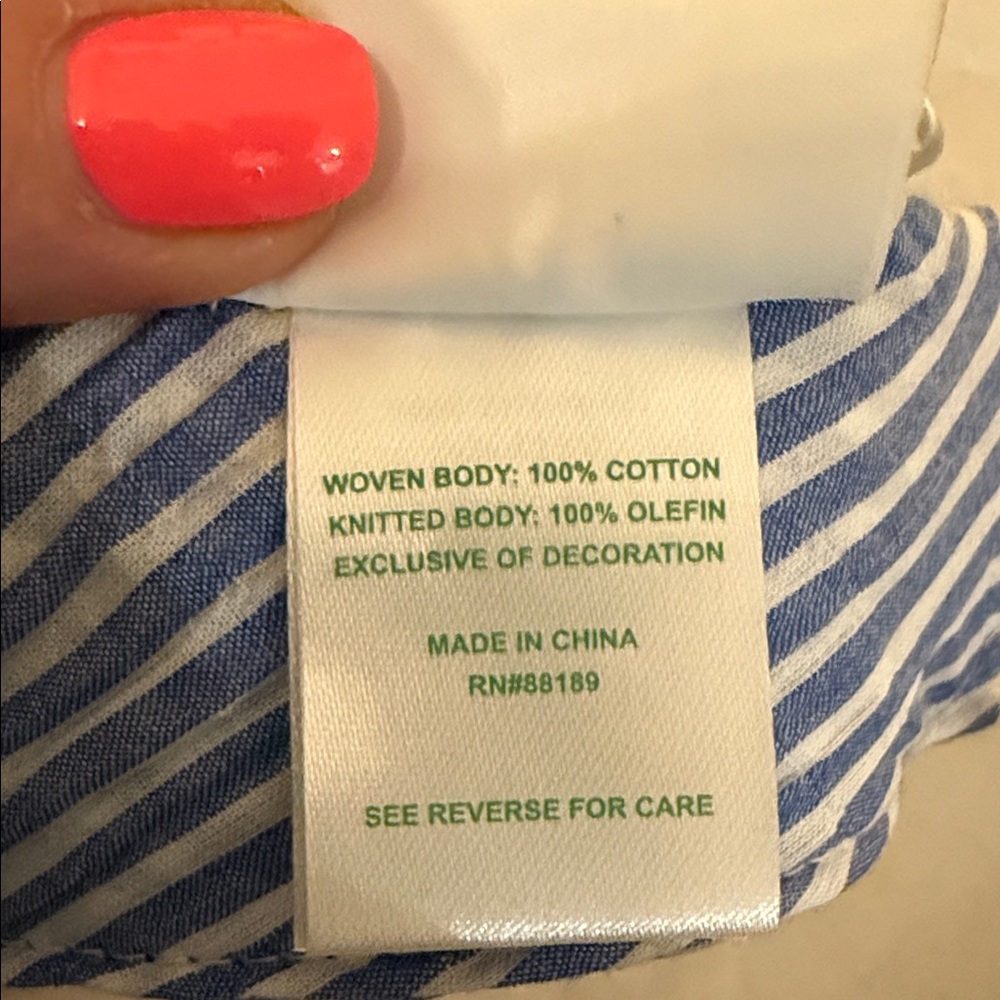 WOVEN BODY: 100% COTTON
KNITTED BODY: 100% OLEFIN
EXCLUSIVE OF DECORATION
MADE IN CHINA
RN#88189
SEE REVERSE FOR CARE